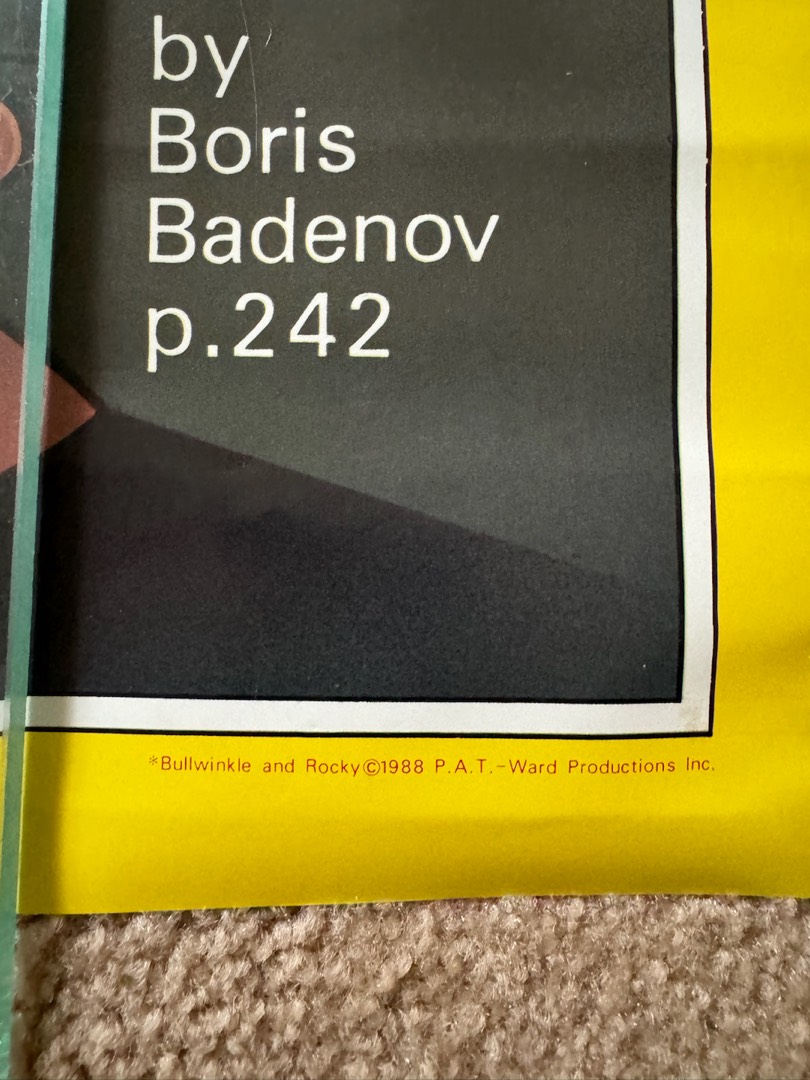 by
Boris
Badenov
p.242
*Bullwinkle and Rocky©1988 P.A.T.-Ward Productions Inc.